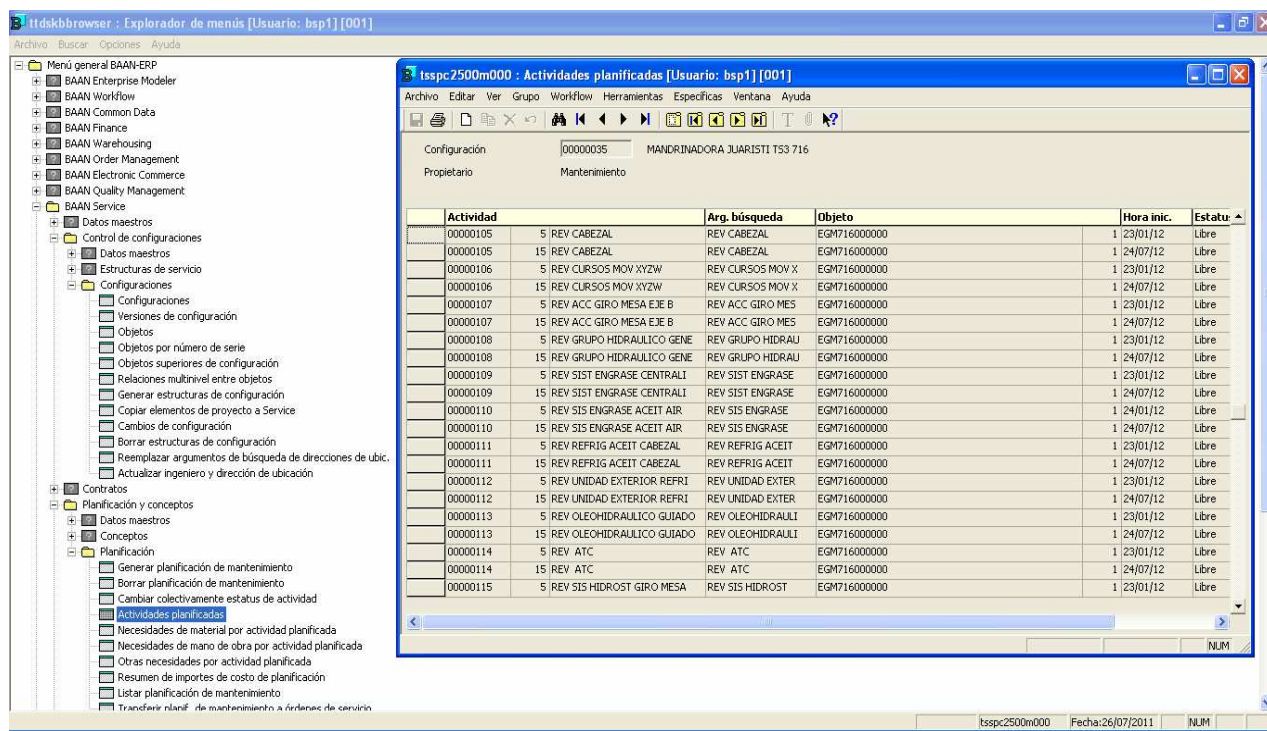 ttdskbbrowser : Explorador de menús [Usuario: bsp1] [001]
Archivo Buscar Opciones Ayuda
Menú general BAAN-ERP
BAAN Enterprise Modeler
BAAN Workflow
BAAN Common Data
BAAN Finance
BAAN Warehousing
BAAN Order Management
BAAN Electronic Commerce
BAAN Quality Management
BAAN Service
Datos maestros
Control de configuraciones
Datos maestros
Estructuras de servicio
Configuraciones
Configuraciones
Versiones de configuración
Objetos
Objetos por número de serie
Objetos superiores de configuración
Relaciones multinivel entre objetos
Generar estructuras de configuración
Copiar elementos de proyecto a Service
Cambios de configuración
Borrar estructuras de configuración
Reemplazar argumentos de búsqueda de direcciones de ubic.
Actualizar ingeniero y dirección de ubicación
Contratos
Planificación y conceptos
Datos maestros
Conceptos
Planificación
Generar planificación de mantenimiento
Borrar planificación de mantenimiento
Cambiar colectivamente estatus de actividad
Actividades planificadas
Necesidades de material por actividad planificada
Necesidades de mano de obra por actividad planificada
Otras necesidades por actividad planificada
Resumen de importes de costo de planificación
Listar planificación de mantenimiento
Transferir planif. de mantenimiento a órdenes de servicio
tsspc2500m000 : Actividades planificadas [Usuario: bsp1] [001]
Archivo Editar Ver Grupo Workflow Herramientas Específicas Ventana Ayuda
Configuración 00000035 MANDRINADORA JUARISTI TS3 716
Propietario Mantenimiento
Actividad Arg. búsqueda Objeto Hora inic. Estatu
00000105 5 REV CABEZAL REV CABEZAL EGM716000000 1 23/01/12 Libre
00000105 15 REV CABEZAL REV CABEZAL EGM716000000 1 24/07/12 Libre
00000106 5 REV CURSOS MOV XYZW REV CURSOS MOV X EGM716000000 1 23/01/12 Libre
00000106 15 REV CURSOS MOV XYZW REV CURSOS MOV X EGM716000000 1 24/07/12 Libre
00000107 5 REV ACC GIRO MESA EJE B REV ACC GIRO MES EGM716000000 1 23/01/12 Libre
00000107 15 REV ACC GIRO MESA EJE B REV ACC GIRO MES EGM716000000 1 24/07/12 Libre
00000108 5 REV GRUPO HIDRAULICO GENE REV GRUPO HIDRAU EGM716000000 1 23/01/12 Libre
00000108 15 REV GRUPO HIDRAULICO GENE REV GRUPO HIDRAU EGM716000000 1 24/07/12 Libre
00000109 5 REV SIST ENGRASE CENTRALI REV SIST ENGRASE EGM716000000 1 23/01/12 Libre
00000109 15 REV SIST ENGRASE CENTRALI REV SIST ENGRASE EGM716000000 1 24/07/12 Libre
00000110 5 REV SIS ENGRASE ACEIT AIR REV SIS ENGRASE EGM716000000 1 24/01/12 Libre
00000110 15 REV SIS ENGRASE ACEIT AIR REV SIS ENGRASE EGM716000000 1 24/07/12 Libre
00000111 5 REV REFRIG ACEIT CABEZAL REV REFRIG ACEIT EGM716000000 1 23/01/12 Libre
00000111 15 REV REFRIG ACEIT CABEZAL REV REFRIG ACEIT EGM716000000 1 24/07/12 Libre
00000112 5 REV UNIDAD EXTERIOR REFRI REV UNIDAD EXTER EGM716000000 1 23/01/12 Libre
00000112 15 REV UNIDAD EXTERIOR REFRI REV UNIDAD EXTER EGM716000000 1 24/07/12 Libre
00000113 5 REV OLEOHIDRAULICO GUIADO REV OLEOHIDRAULI EGM716000000 1 23/01/12 Libre
00000113 15 REV OLEOHIDRAULICO GUIADO REV OLEOHIDRAULI EGM716000000 1 24/07/12 Libre
00000114 5 REV ATC REV ATC EGM716000000 1 23/01/12 Libre
00000114 15 REV ATC REV ATC EGM716000000 1 24/07/12 Libre
00000115 5 REV SIS HIDROST GIRO MESA REV SIS HIDROST EGM716000000 1 23/01/12 Libre
NUM
tsspc2500m000 Fecha:26/07/2011 NUM